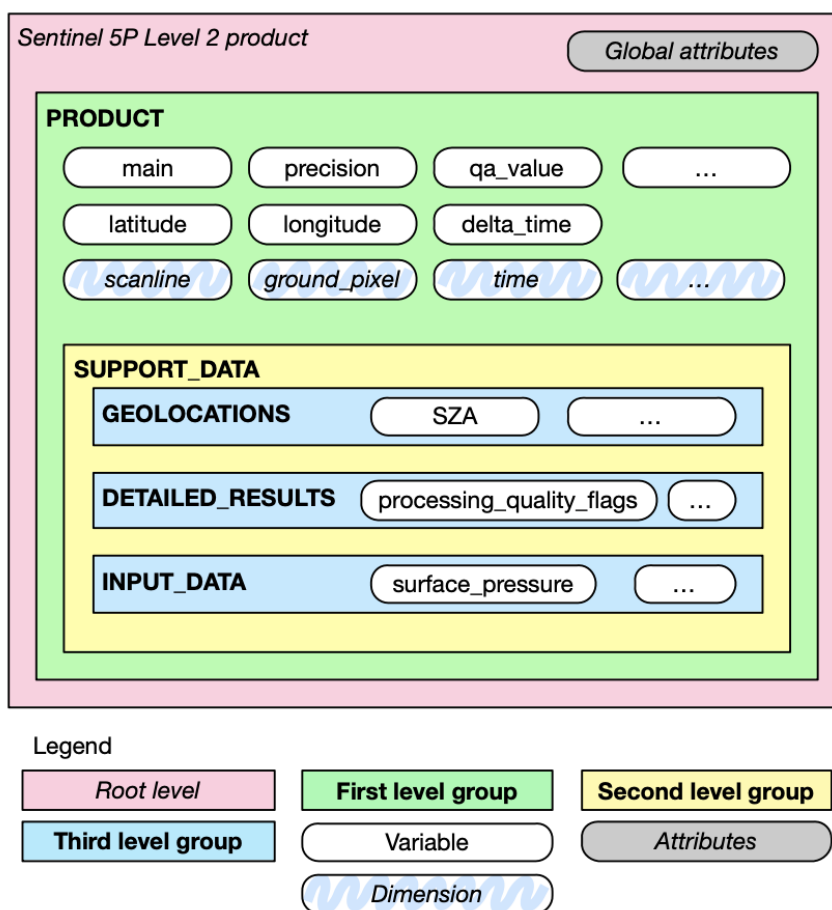 Sentinel 5P Level 2 product
Global attributes
PRODUCT
main precision qa_value ...
latitude longitude delta_time
scanline ground_pixel time ...
SUPPORT_DATA
GEOLOCATIONS SZA ...
DETAILED_RESULTS processing_quality_flags ...
INPUT_DATA surface_pressure ...
Legend
Root level First level group Second level group
Third level group Variable Attributes
Dimension